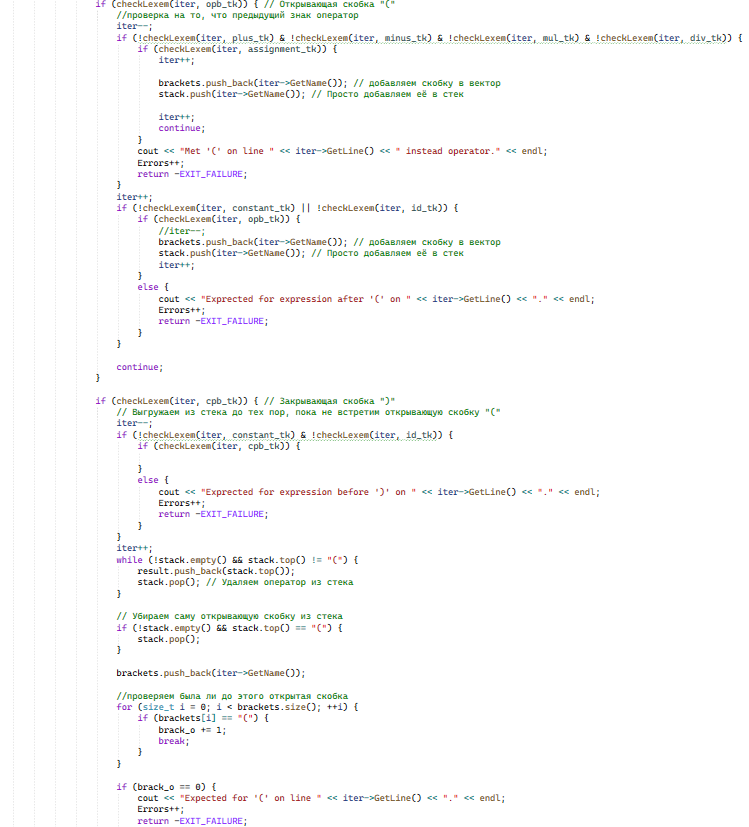 if (checkLexem(iter, opb_tk)) { // Открывающая скобка "("
//проверка на то, что предыдущий знак оператор
iter--;
if (!checkLexem(iter, plus_tk) & !checkLexem(iter, minus_tk) & !checkLexem(iter, mul_tk) & !checkLexem(iter, div_tk)) {
if (checkLexem(iter, assignment_tk)) {
iter++;
brackets.push_back(iter->GetName()); // добавляем скобку в вектор
stack.push(iter->GetName()); // Просто добавляем её в стек
iter++;
continue;
}
cout << "Met '(' on line " << iter->GetLine() << " instead operator." << endl;
Errors++;
return -EXIT_FAILURE;
}
iter++;
if (!checkLexem(iter, constant_tk) || !checkLexem(iter, id_tk)) {
if (checkLexem(iter, opb_tk)) {
//iter--;
brackets.push_back(iter->GetName()); // добавляем скобку в вектор
stack.push(iter->GetName()); // Просто добавляем её в стек
iter++;
}
else {
cout << "Exprected for expression after '(' on " << iter->GetLine() << "." << endl;
Errors++;
return -EXIT_FAILURE;
}
}
continue;
}
if (checkLexem(iter, cpb_tk)) { // Закрывающая скобка ")"
// Выгружаем из стека до тех пор, пока не встретим открывающую скобку "("
iter--;
if (!checkLexem(iter, constant_tk) & !checkLexem(iter, id_tk)) {
if (checkLexem(iter, cpb_tk)) {
}
else {
cout << "Exprected for expression before ')' on " << iter->GetLine() << "." << endl;
Errors++;
return -EXIT_FAILURE;
}
}
iter++;
while (!stack.empty() && stack.top() != "(") {
result.push_back(stack.top());
stack.pop(); // Удаляем оператор из стека
}
// Убираем саму открывающую скобку из стека
if (!stack.empty() && stack.top() == "(") {
stack.pop();
}
brackets.push_back(iter->GetName());
//проверяем была ли до этого открытая скобка
for (size_t i = 0; i < brackets.size(); ++i) {
if (brackets[i] == "(") {
brack_o += 1;
break;
}
}
if (brack_o == 0) {
cout << "Expected for '(' on line " << iter->GetLine() << "." << endl;
Errors++;
return -EXIT_FAILURE;